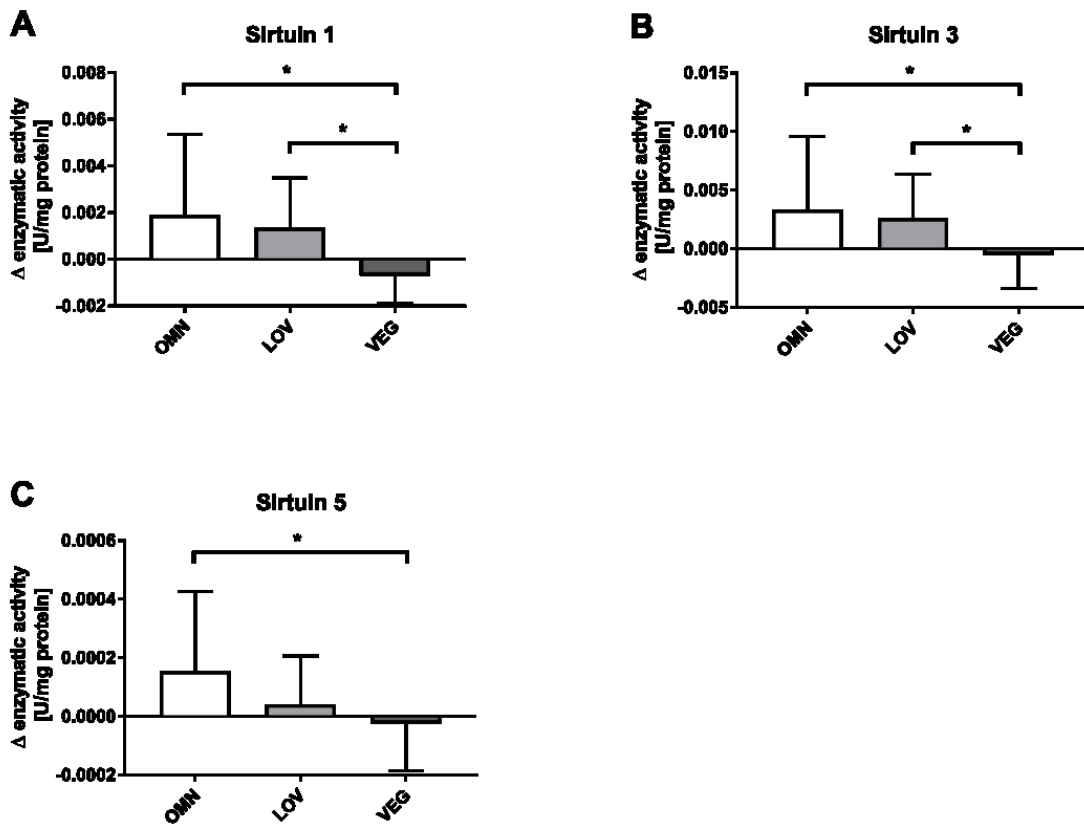 A
Sirtuin 1
Δ enzymatic activity
[U/mg protein]
0.008
0.006
0.004
0.002
0.000
-0.002
*
*
OMN
LOV
VEG
B
Sirtuin 3
Δ enzymatic activity
[U/mg protein]
0.015
0.010
0.005
0.000
-0.005
*
*
OMN
LOV
VEG
C
Sirtuin 5
Δ enzymatic activity
[U/mg protein]
0.0006
0.0004
0.0002
0.0000
-0.0002
*
OMN
LOV
VEG